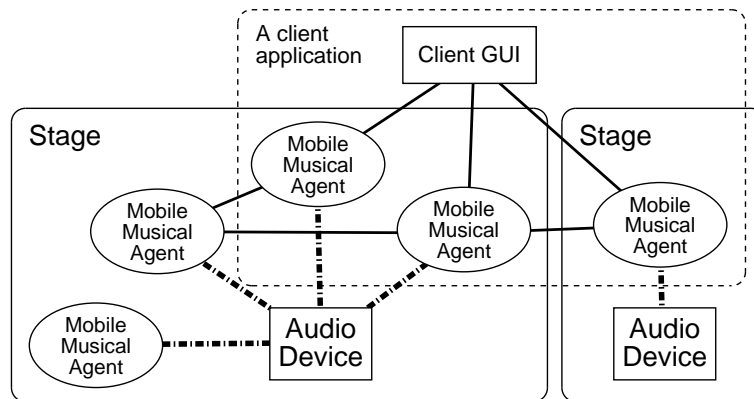 A client
application
Client GUI
Stage
Stage
Mobile
Musical
Agent
Mobile
Musical
Agent
Mobile
Musical
Agent
Mobile
Musical
Agent
Mobile
Musical
Agent
Audio
Device
Audio
Device